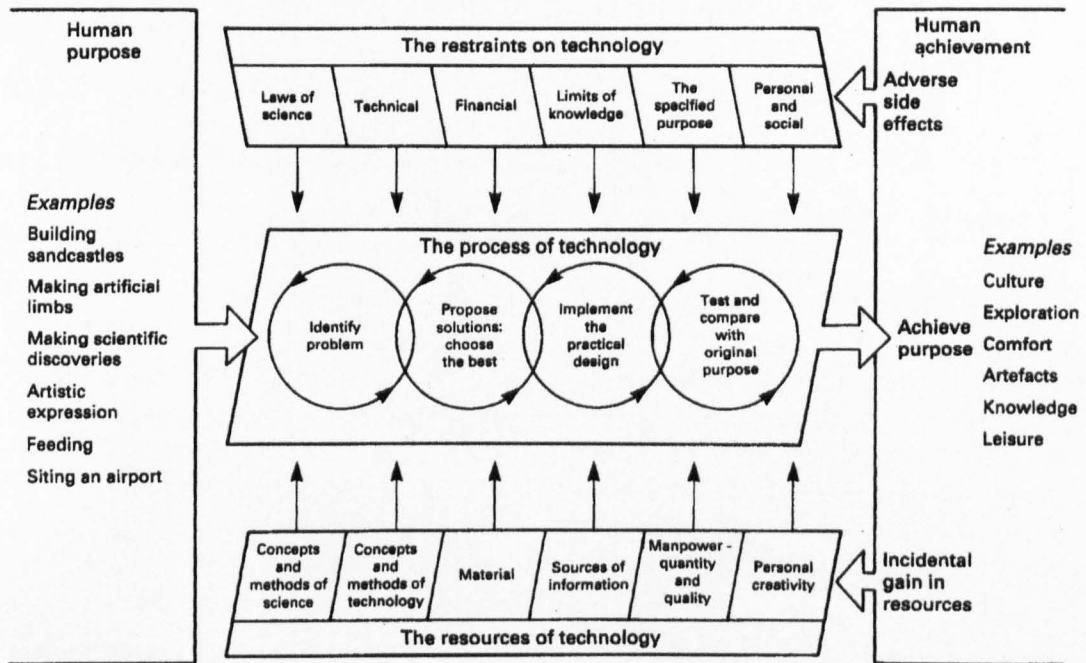 Human
purpose
Examples
Building
sandcastles
Making artificial
limbs
Making scientific
discoveries
Artistic
expression
Feeding
Siting an airport
The restraints on technology
Laws of
science
Technical
Financial
Limits of
knowledge
The
specified
purpose
Personal
and
social
The process of technology
Identify
problem
Propose
solutions:
choose
the best
Implement
the
practical
design
Test and
compare
with
original
purpose
Concepts
and
methods of
science
Concepts
and
methods of
technology
Material
Sources of
information
Manpower -
quantity
and
quality
Personal
creativity
The resources of technology
Human
achievement
Adverse
side
effects
Achieve
purpose
Examples
Culture
Exploration
Comfort
Artefacts
Knowledge
Leisure
Incidental
gain in
resources